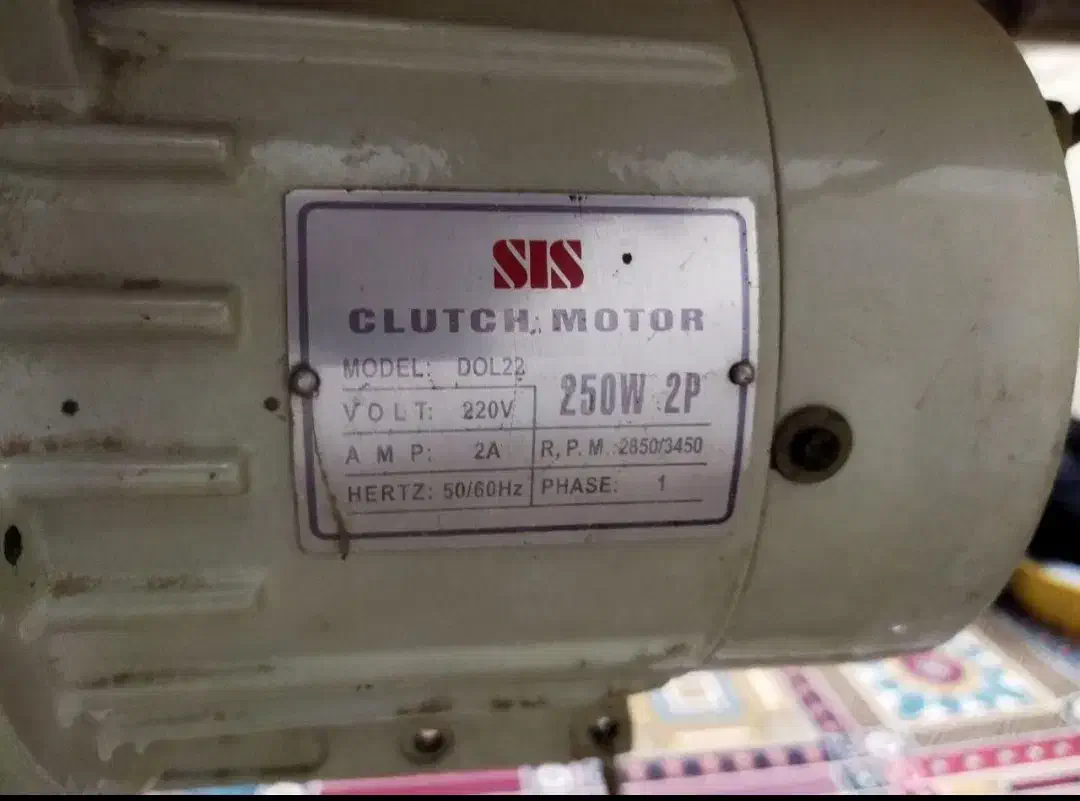 SIS
CLUTCH MOTOR
MODEL: DOL22
250W 2P
VOLT: 220V
AMP: 2A
R.P.M. 2850/3450
HERTZ: 50/60Hz
PHASE: 1